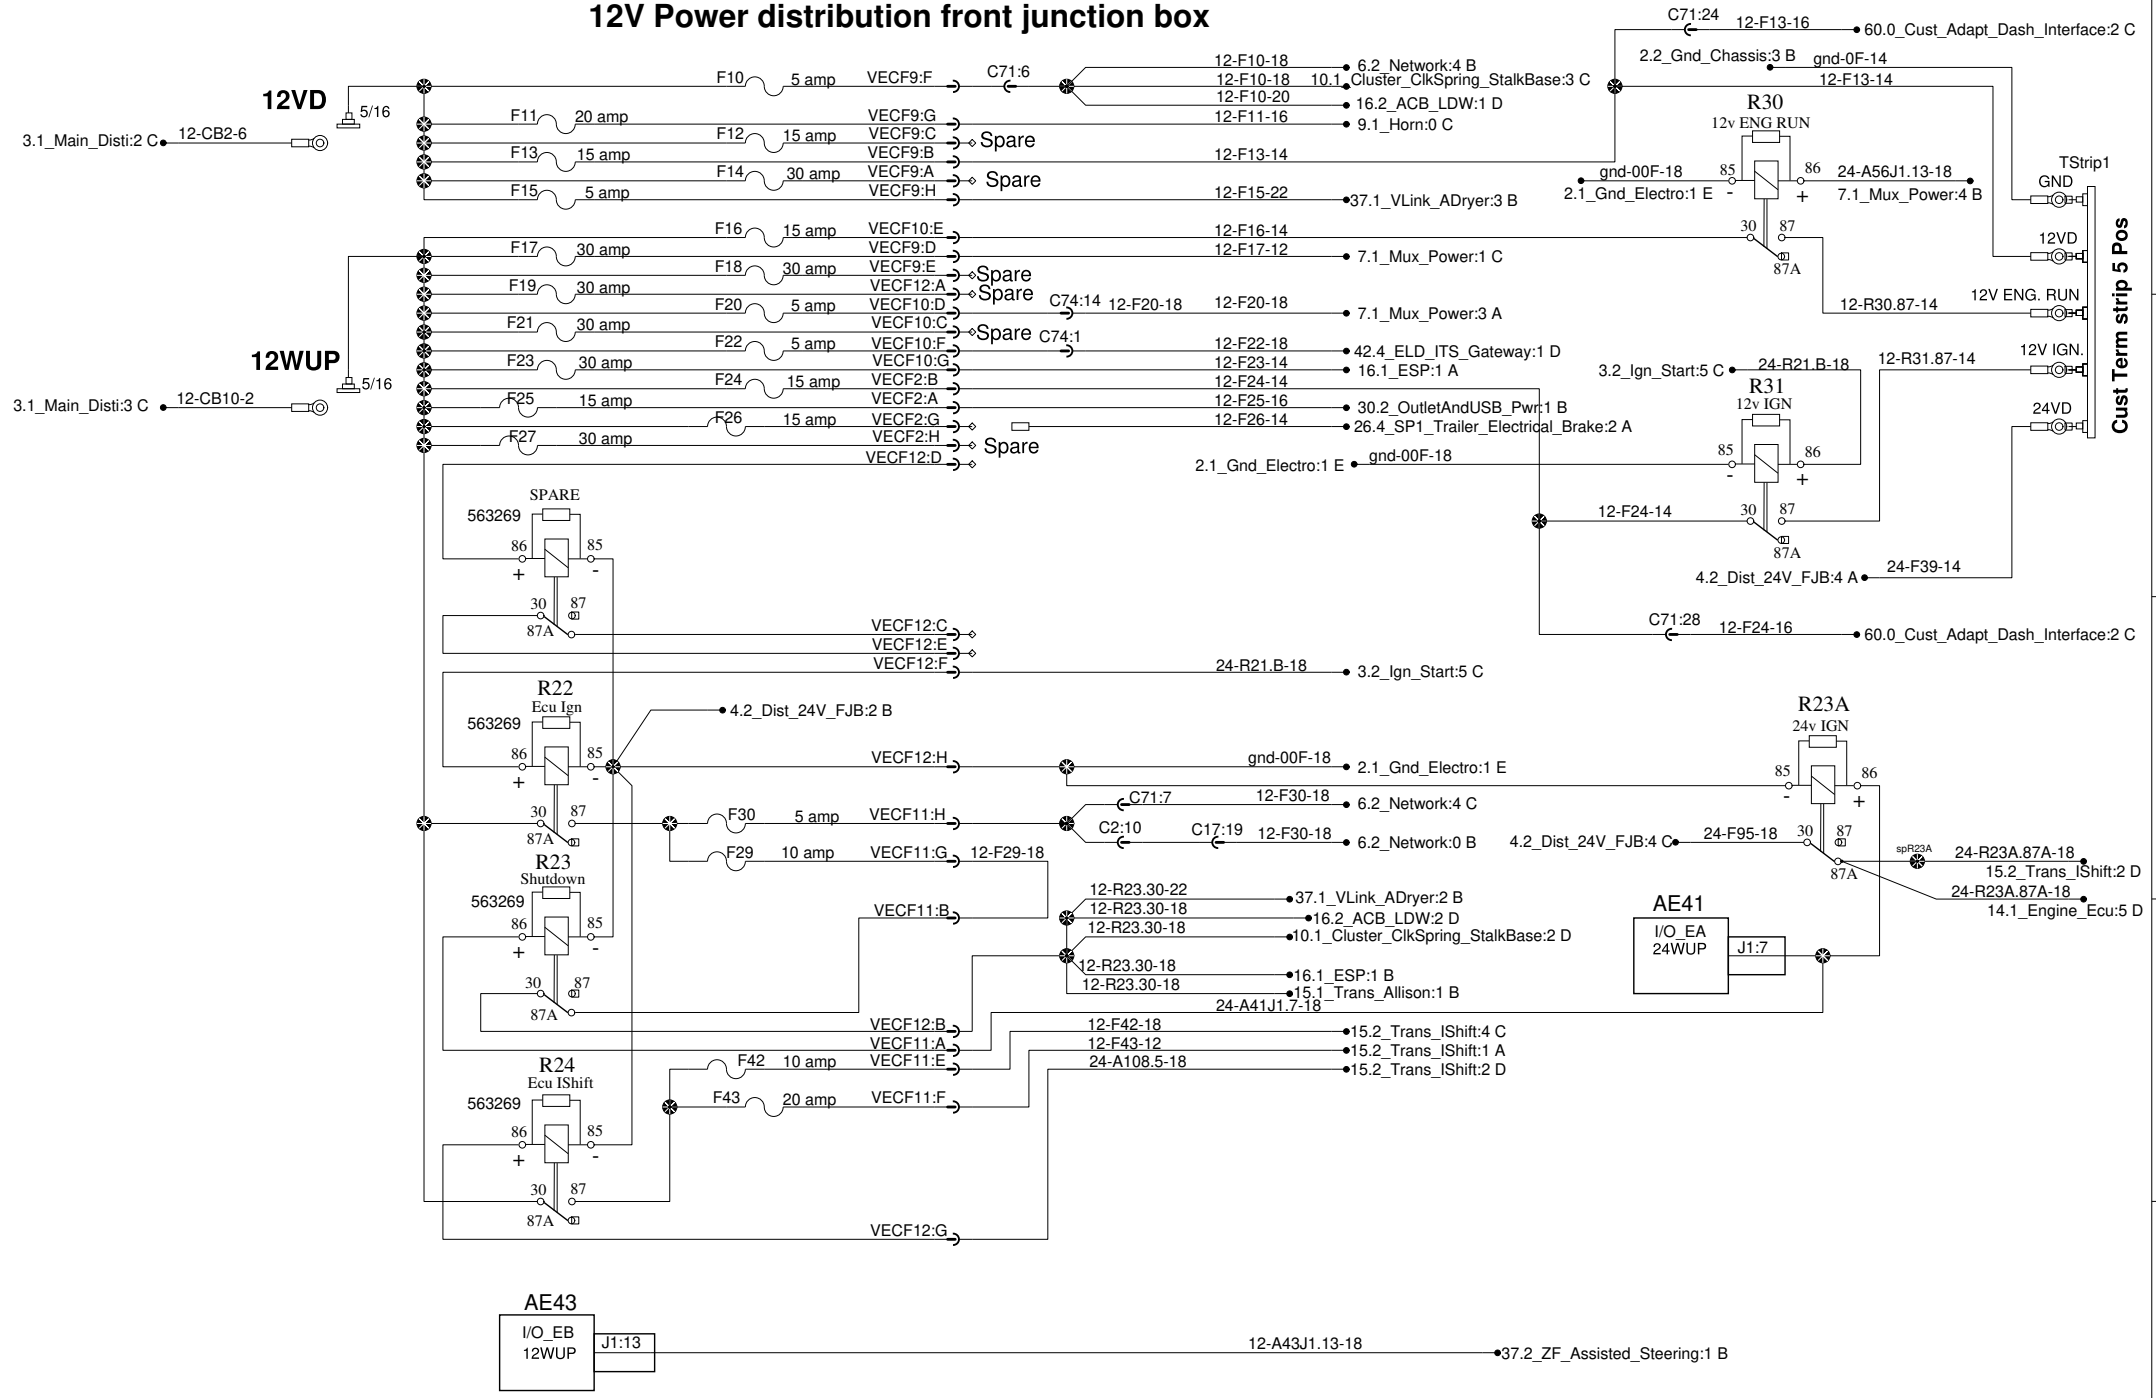 12V Power distribution front junction box
C71:24
12-F13-16
60.0_Cust_Adapt_Dash_Interface:2 C
2.2_Gnd_Chassis:3 B
gnd-0F-14
12-F13-14
12VD
5/16
3.1_Main_Disti:2 C
12-CB2-6
F10 5 amp VECF9:F C71:6
12-F10-18 6.2_Network:4 B
12-F10-18 10.1_Cluster_ClkSpring_StalkBase:3 C
12-F10-20 16.2_ACB_LDW:1 D
F11 20 amp VECF9:G 12-F11-16 9.1_Horn:0 C
F12 15 amp VECF9:C Spare
F13 15 amp VECF9:B 12-F13-14
F14 30 amp VECF9:A Spare
F15 5 amp VECF9:H 12-F15-22 37.1_VLink_ADryer:3 B
R30
12v ENG RUN
gnd-00F-18 85 86 24-A56J1.13-18
2.1_Gnd_Electro:1 E - + 7.1_Mux_Power:4 B
30 87
87A
TStrip1
GND
12VD
12V ENG. RUN
12V IGN.
24VD
Cust Term strip 5 Pos
12-R30.87-14
12WUP
5/16
3.1_Main_Disti:3 C
12-CB10-2
F16 15 amp VECF10:E 12-F16-14
F17 30 amp VECF9:D 12-F17-12 7.1_Mux_Power:1 C
F18 30 amp VECF9:E Spare
F19 30 amp VECF12:A Spare
F20 5 amp VECF10:D C74:14 12-F20-18 12-F20-18 7.1_Mux_Power:3 A
F21 30 amp VECF10:C Spare
F22 5 amp VECF10:F C74:1 12-F22-18 42.4_ELD_ITS_Gateway:1 D
F23 30 amp VECF10:G 12-F23-14 16.1_ESP:1 A
F24 15 amp VECF2:B 12-F24-14
F25 15 amp VECF2:A 12-F25-16 30.2_OutletAndUSB_Pwr:1 B
F26 15 amp VECF2:G 12-F26-14 26.4_SP1_Trailer_Electrical_Brake:2 A
F27 30 amp VECF2:H Spare
VECF12:D
3.2_Ign_Start:5 C 24-R21.B-18 12-R31.87-14
R31
12v IGN
2.1_Gnd_Electro:1 E gnd-00F-18 85 86
- +
12-F24-14 30 87
87A
4.2_Dist_24V_FJB:4 A 24-F39-14
C71:28 12-F24-16 60.0_Cust_Adapt_Dash_Interface:2 C
SPARE
563269
86 85
+ -
30 87
87A
VECF12:C
VECF12:E
VECF12:F 24-R21.B-18 3.2_Ign_Start:5 C
R22
Ecu Ign
563269
86 85
+ -
30 87
87A
4.2_Dist_24V_FJB:2 B
VECF12:H gnd-00F-18 2.1_Gnd_Electro:1 E
F30 5 amp VECF11:H
C71:7 12-F30-18 6.2_Network:4 C
C2:10 C17:19 12-F30-18 6.2_Network:0 B
F29 10 amp VECF11:G 12-F29-18
R23A
24v IGN
85 86
- +
4.2_Dist_24V_FJB:4 C 24-F95-18 30 87
87A
spR23A
24-R23A.87A-18
15.2_Trans_IShift:2 D
24-R23A.87A-18
14.1_Engine_Ecu:5 D
R23
Shutdown
563269
86 85
+ -
30 87
87A
VECF11:B
12-R23.30-22 37.1_VLink_ADryer:2 B
12-R23.30-18 16.2_ACB_LDW:2 D
12-R23.30-18 10.1_Cluster_ClkSpring_StalkBase:2 D
12-R23.30-18 16.1_ESP:1 B
12-R23.30-18 15.1_Trans_Allison:1 B
24-A41J1.7-18
AE41
I/O_EA
24WUP
J1:7
VECF12:B
VECF11:A
12-F42-18 15.2_Trans_IShift:4 C
12-F43-12 15.2_Trans_IShift:1 A
24-A108.5-18 15.2_Trans_IShift:2 D
F42 10 amp VECF11:E
F43 20 amp VECF11:F
R24
Ecu IShift
563269
86 85
+ -
30 87
87A
VECF12:G
AE43
I/O_EB
12WUP
J1:13
12-A43J1.13-18 37.2_ZF_Assisted_Steering:1 B